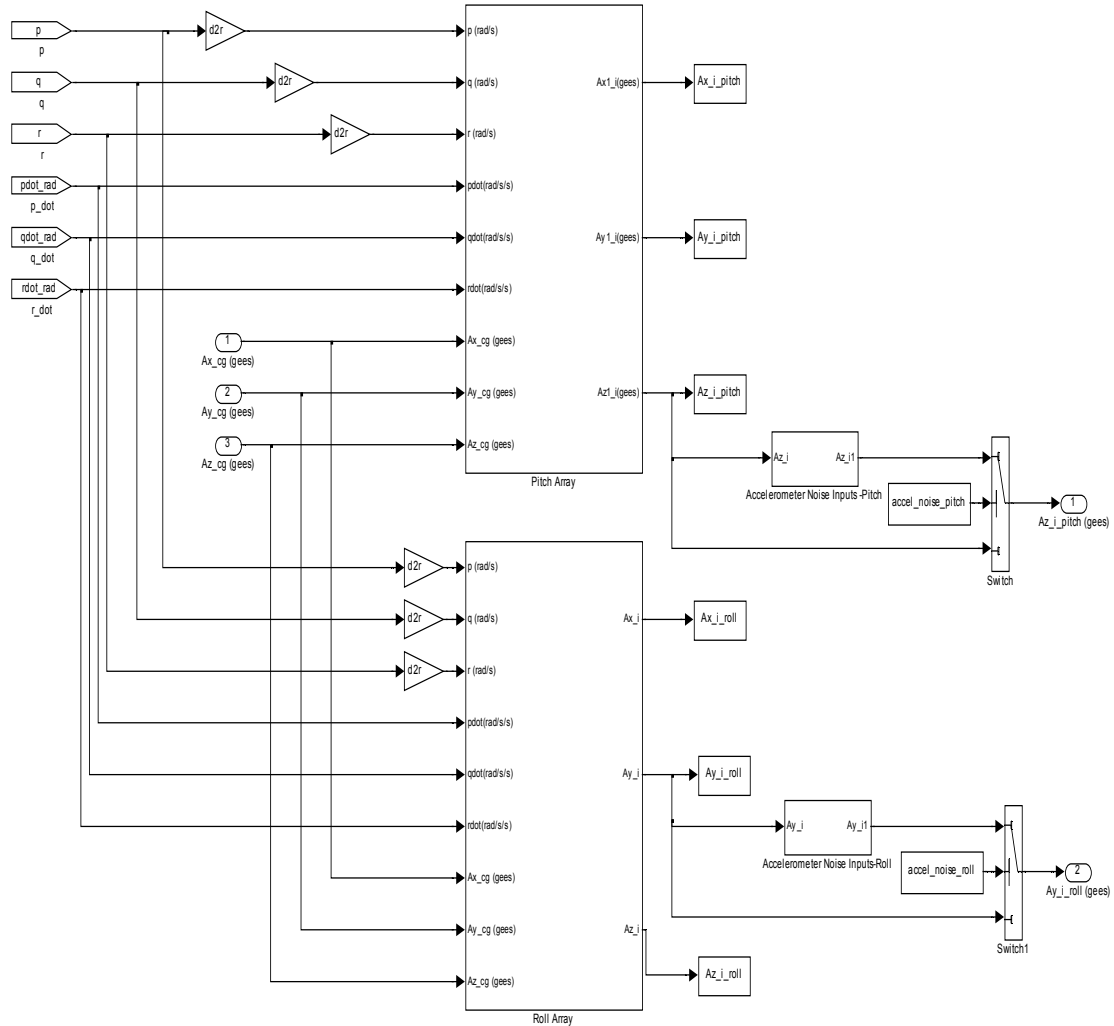 p
p
d2r
p (rad/s)
q
q
d2r
q (rad/s)
Ax1_i(gees)
Ax_i_pitch
r
r
d2r
r (rad/s)
pdot_rad
p_dot
pdot(rad/s/s)
qdot_rad
q_dot
qdot(rad/s/s)
Ay1_i(gees)
Ay_i_pitch
rdot_rad
r_dot
rdot(rad/s/s)
1
Ax_cg (gees)
Ax_cg (gees)
2
Ay_cg (gees)
Ay_cg (gees)
Az1_i(gees)
Az_i_pitch
3
Az_cg (gees)
Az_cg (gees)
Pitch Array
Az_i
Az_i1
Accelerometer Noise Inputs -Pitch
accel_noise_pitch
Switch
1
Az_i_pitch (gees)
d2r
p (rad/s)
d2r
q (rad/s)
Ax_i
Ax_i_roll
d2r
r (rad/s)
pdot(rad/s/s)
qdot(rad/s/s)
Ay_i
Ay_i_roll
rdot(rad/s/s)
Ay_i
Ay_i1
Accelerometer Noise Inputs-Roll
accel_noise_roll
Switch1
2
Ay_i_roll (gees)
Ax_cg (gees)
Ay_cg (gees)
Az_i
Az_i_roll
Az_cg (gees)
Roll Array